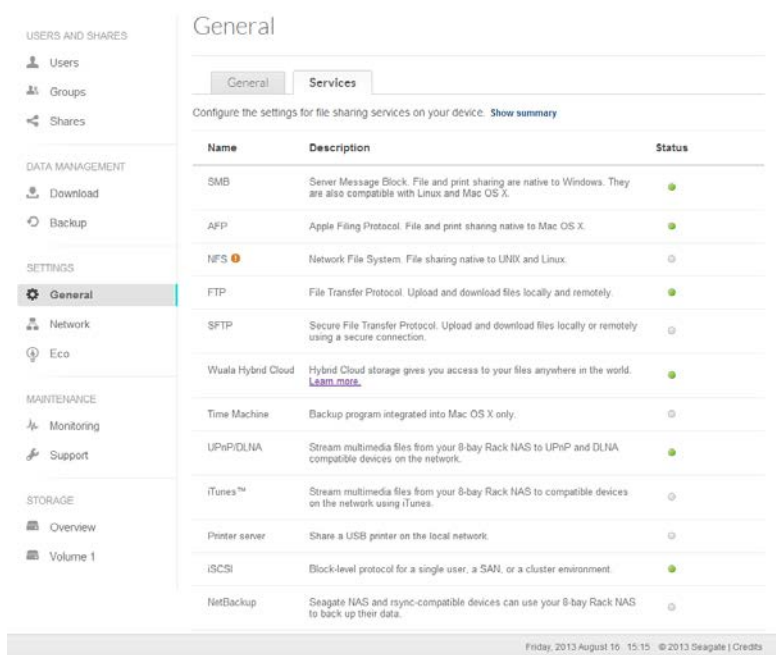 General
USERS AND SHARES
Users
Groups
Shares
DATA MANAGEMENT
Download
Backup
SETTINGS
General
Network
Eco
MAINTENANCE
Monitoring
Support
STORAGE
Overview
Volume 1
General Services
Configure the settings for file sharing services on your device. Show summary
Name Description Status
SMB Server Message Block. File and print sharing are native to Windows. They
are also compatible with Linux and Mac OS X.
AFP Apple Filing Protocol. File and print sharing native to Mac OS X.
NFS Network File System. File sharing native to UNIX and Linux.
FTP File Transfer Protocol. Upload and download files locally and remotely.
SFTP Secure File Transfer Protocol. Upload and download files locally or remotely
using a secure connection.
Wuala Hybrid Cloud Hybrid Cloud storage gives you access to your files anywhere in the world.
Learn more.
Time Machine Backup program integrated into Mac OS X only.
UPnP/DLNA Stream multimedia files from your 8-bay Rack NAS to UPnP and DLNA
compatible devices on the network.
iTunes™ Stream multimedia files from your 8-bay Rack NAS to compatible devices
on the network using iTunes.
Printer server Share a USB printer on the local network.
iSCSI Block-level protocol for a single user, a SAN, or a cluster environment.
NetBackup Seagate NAS and rsync-compatible devices can use your 8-bay Rack NAS
to back up their data.
Friday, 2013 August 16 15:15 © 2013 Seagate | Credits